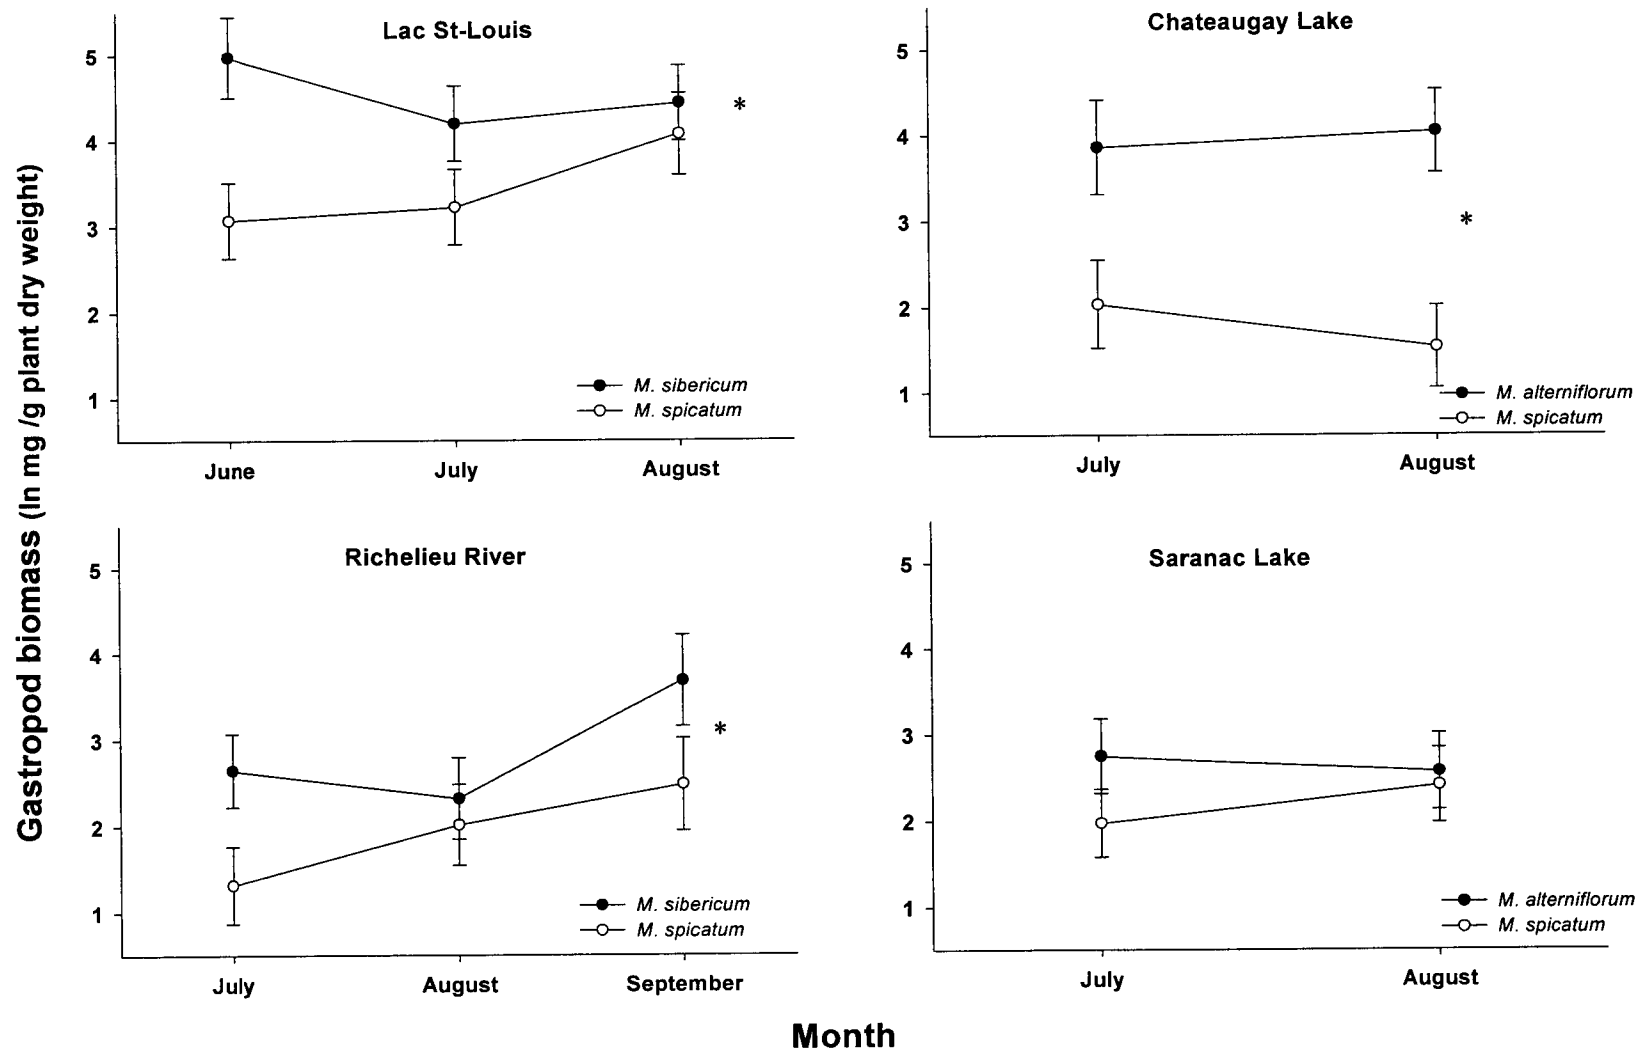 Gastropod biomass (ln mg /g plant dry weight)
Lac St-Louis
5
4
3
2
1
*
M. sibericum
M. spicatum
June July August
Chateaugay Lake
5
4
3
2
1
*
M. alterniflorum
M. spicatum
July August
Richelieu River
5
4
3
2
1
*
M. sibericum
M. spicatum
July August September
Saranac Lake
5
4
3
2
1
M. alterniflorum
M. spicatum
July August
Month